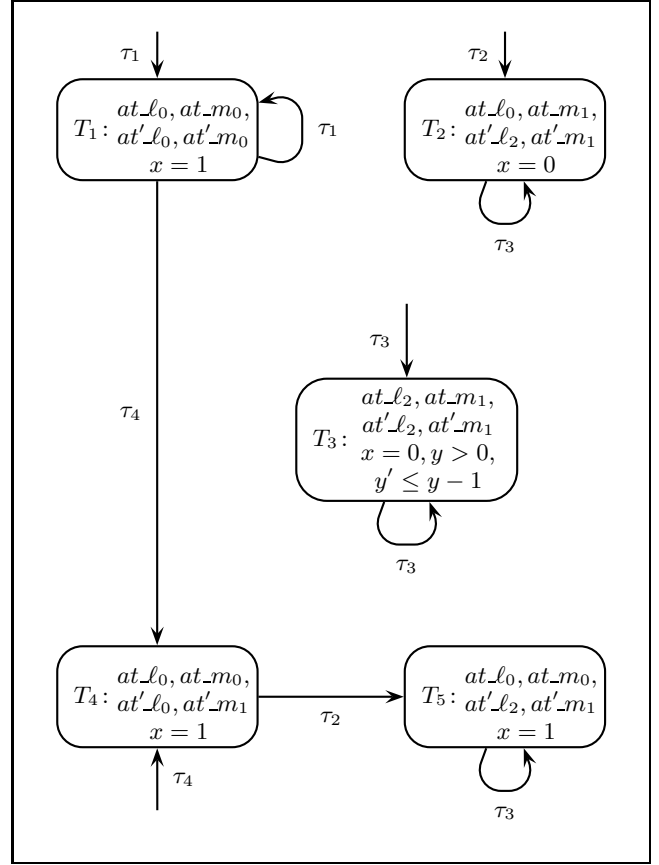 τ₁
τ₂
T₁: at_ℓ₀, at_m₀,
at′_ℓ₀, at′_m₀
x = 1
τ₁
T₂: at_ℓ₀, at_m₁,
at′_ℓ₂, at′_m₁
x = 0
τ₃
τ₃
τ₄
T₃: at_ℓ₂, at_m₁,
at′_ℓ₂, at′_m₁
x = 0, y > 0,
y′ ≤ y − 1
τ₃
T₄: at_ℓ₀, at_m₀,
at′_ℓ₀, at′_m₁
x = 1
τ₂
T₅: at_ℓ₀, at_m₀,
at′_ℓ₂, at′_m₁
x = 1
τ₄
τ₃